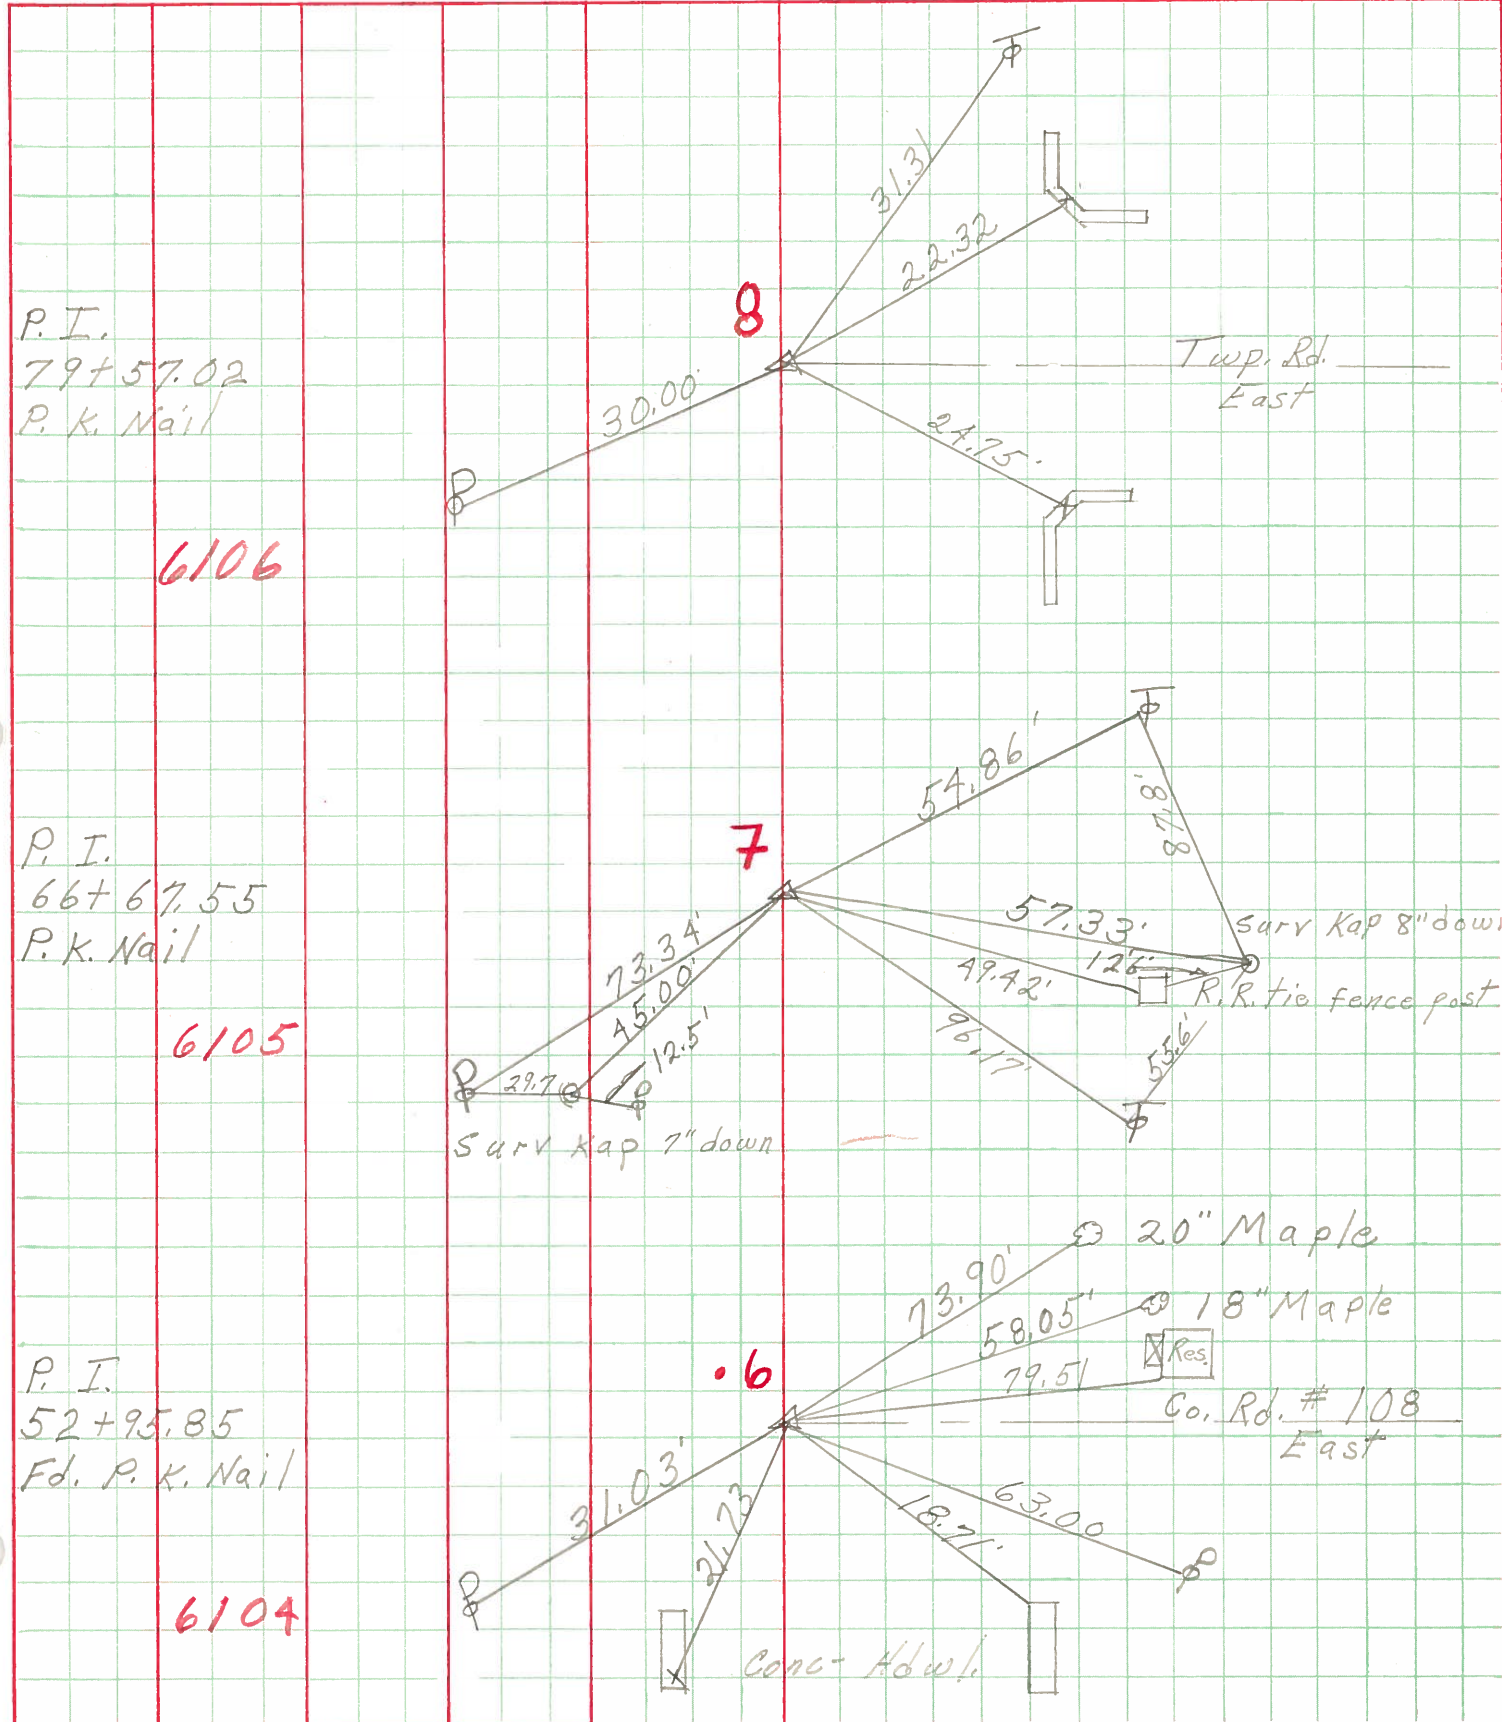 31.31
22.32
8
P. I.
79+57.02
P. K. Nail
Twp. Rd.
East
30.00'
24.75'
P
6106
T
54.86'
87.8'
7
P. I.
66+67.55
P.K. Nail
57.33'
Surv Kap 8" down
49.42'
R.R. tie fence post
73.34'
45.00'
12.5'
96.17'
55.6'
6105
P
29.7
P
T
Surv Kap 7" down
20" Maple
73.90'
58.05'
18" Maple
Res.
79.51
.6
P. I.
52+95.85
Fd. P. K. Nail
Co. Rd. # 108
East
31.03'
21.73
18.71'
63.00
P
P
6104
Conc- Hdwl.